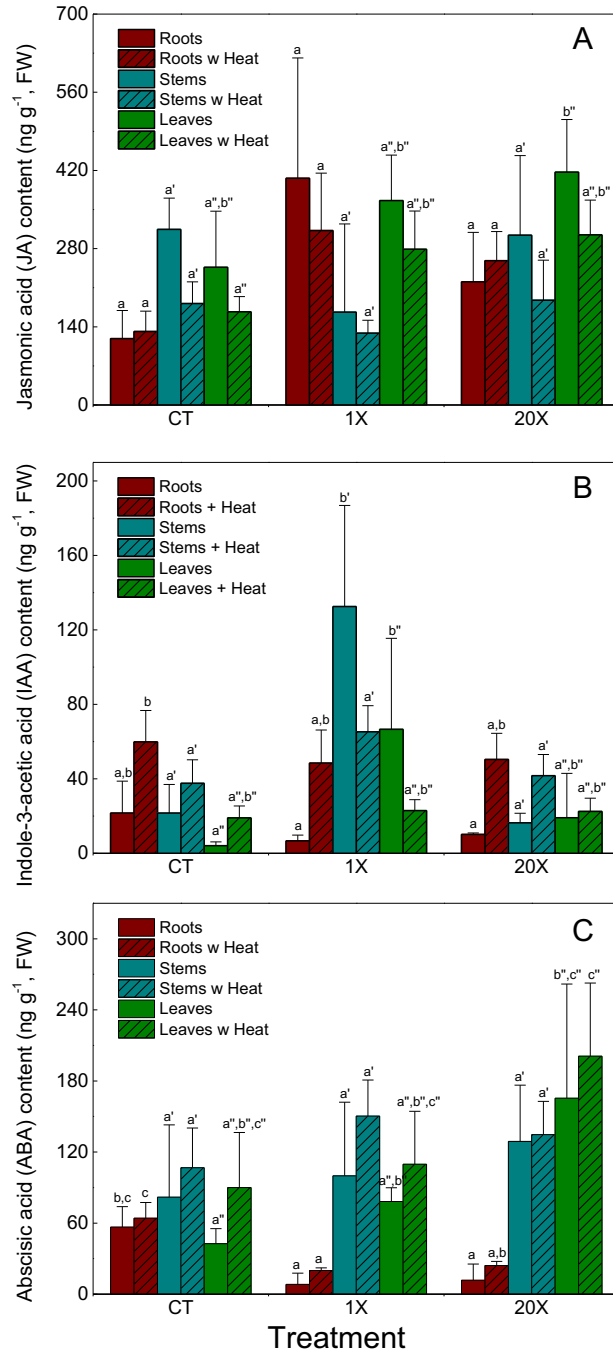 700
560
420
280
140
0
Jasmonic acid (JA) content (ng g-1, FW)
A
Roots
Roots w Heat
Stems
Stems w Heat
Leaves
Leaves w Heat
a a a' a' a",b" a"
a a a' a' a",b" a",b"
a a a' a' b" a",b"
CT 1X 20X
200
160
120
80
40
0
Indole-3-acetic acid (IAA) content (ng g-1, FW)
B
Roots
Roots + Heat
Stems
Stems + Heat
Leaves
Leaves + Heat
a,b b a' a' a" a",b"
a a,b b' a' b" a",b"
a a,b a' a' a",b" a",b"
CT 1X 20X
300
240
180
120
60
0
Abscisic acid (ABA) content (ng g-1, FW)
C
Roots
Roots w Heat
Stems
Stems w Heat
Leaves
Leaves w Heat
b,c c a' a' a" a",b",c"
a a a' a' a",b" a",b",c"
a a,b a' a' b",c" c"
CT 1X 20X
Treatment